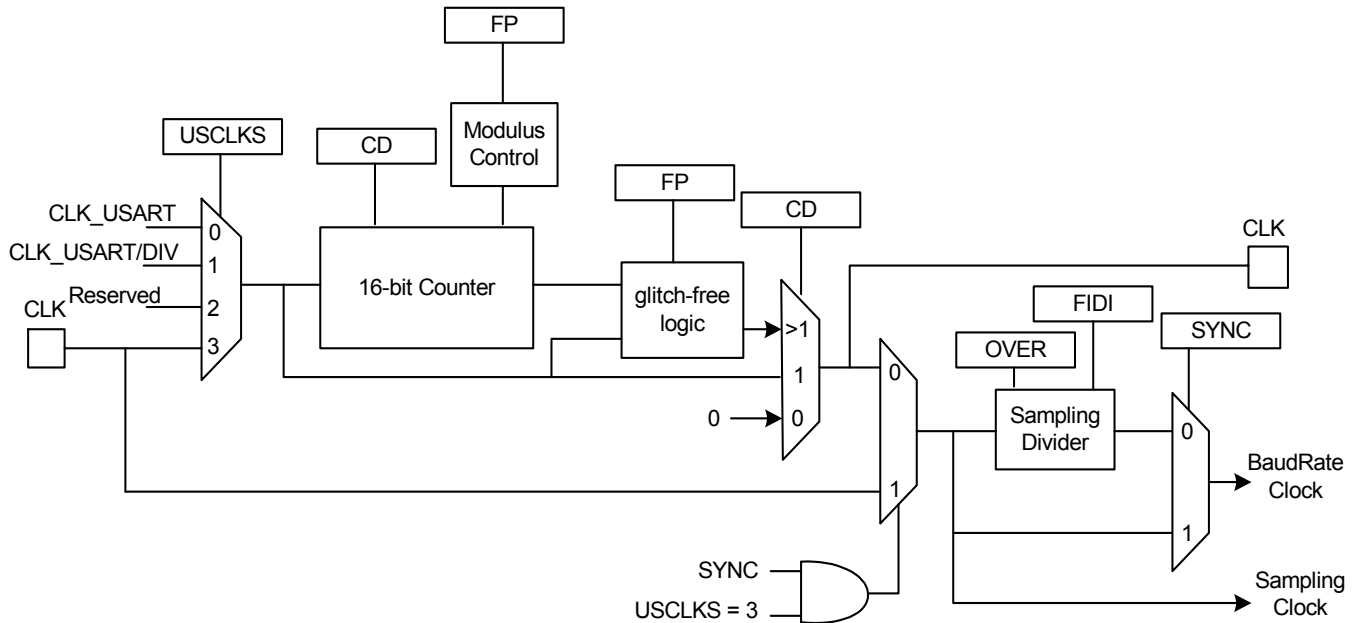 FP
USCLKS
CD
Modulus
Control
FP
CD
CLK_USART
CLK_USART/DIV
Reserved
CLK
0
1
2
3
16-bit Counter
glitch-free
logic
>1
1
0
0
CLK
FIDI
OVER
SYNC
0
1
Sampling
Divider
0
1
BaudRate
Clock
SYNC
USCLKS = 3
Sampling
Clock